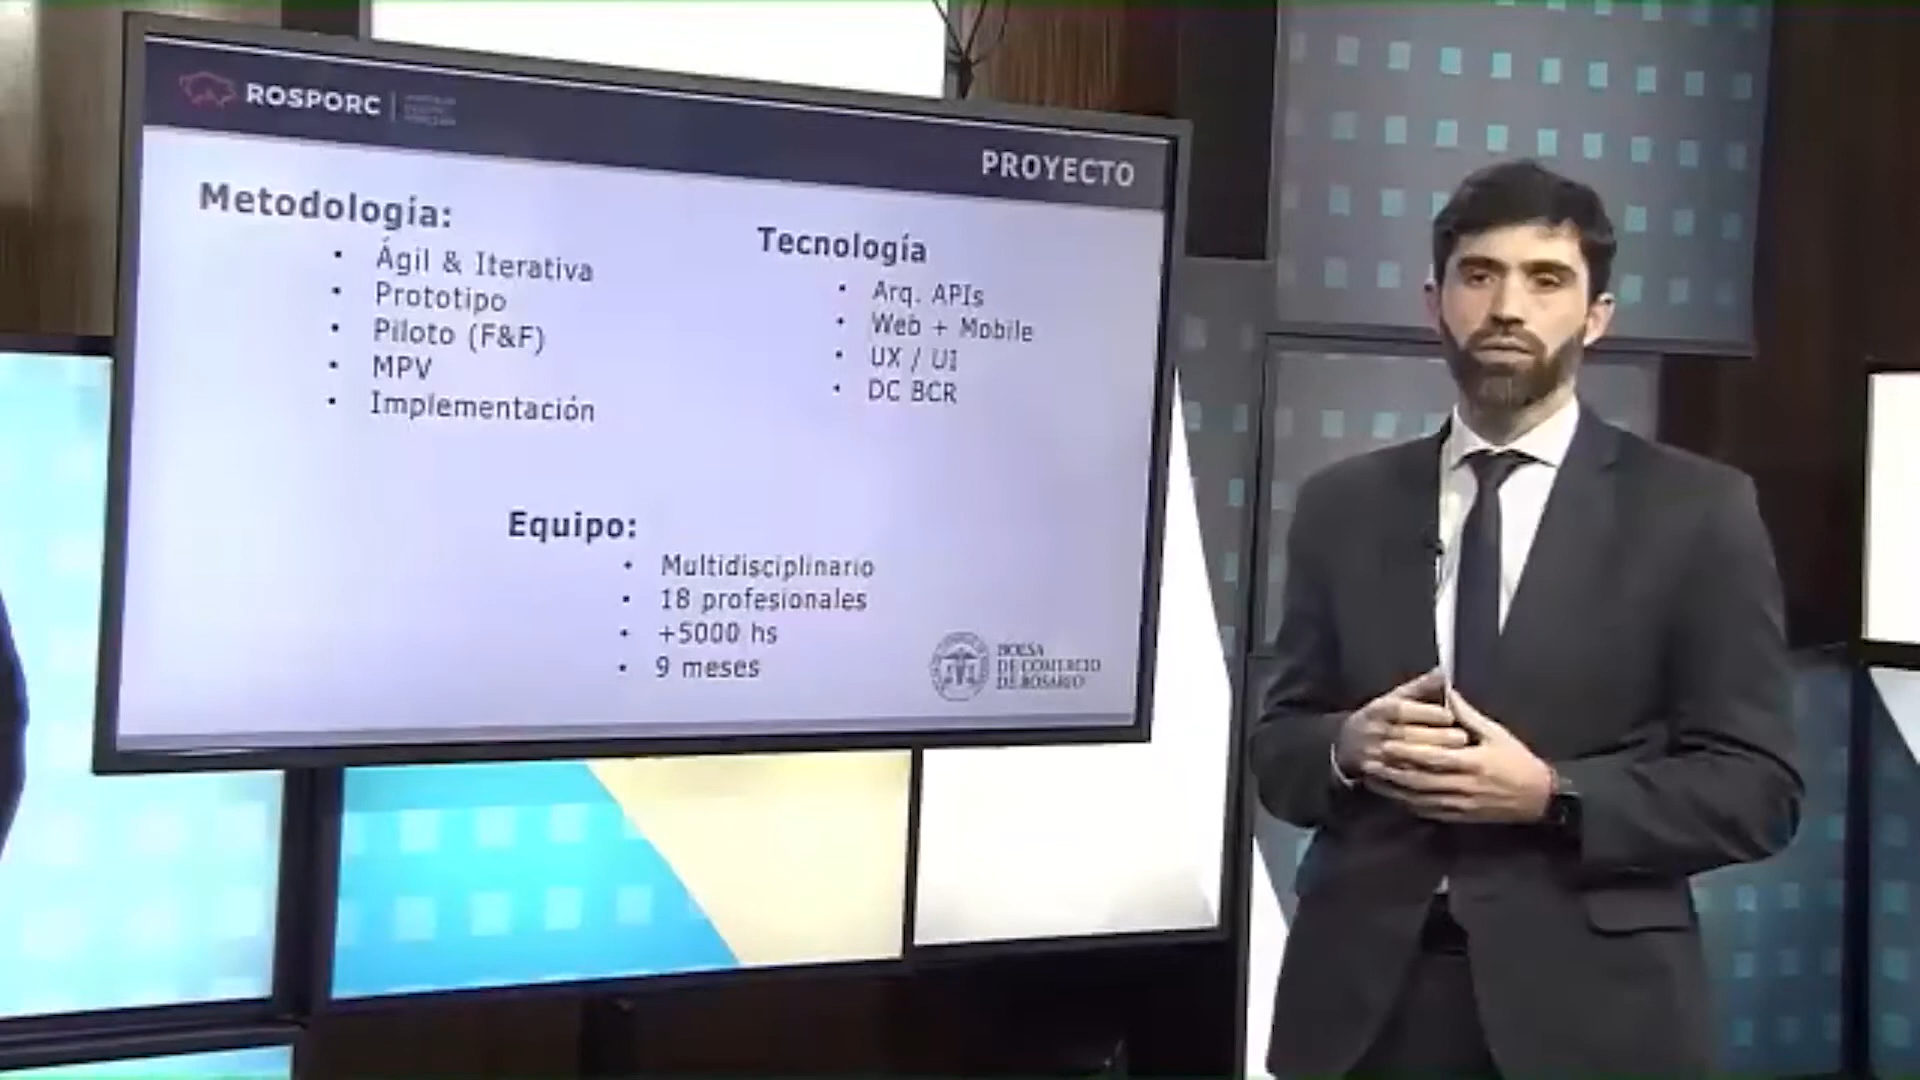 ROSPORC
PROYECTO
Metodología:
• Ágil & Iterativa
• Prototipo
• Piloto (F&F)
• MPV
• Implementación
Tecnología
• Arq. APIs
• Web + Mobile
• UX / UI
• DC BCR
Equipo:
• Multidisciplinario
• 18 profesionales
• +5000 hs
• 9 meses
BOLSA
DE COMERCIO
DE ROSARIO